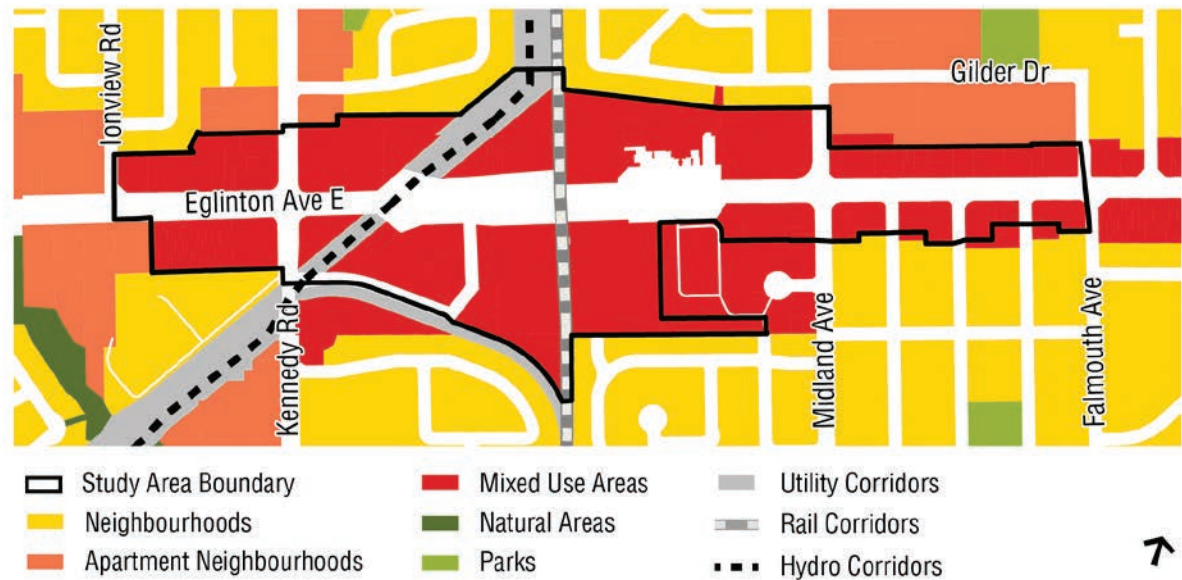 Ionview Rd
Gilder Dr
Eglinton Ave E
Kennedy Rd
Midland Ave
Falmouth Ave
Study Area Boundary
Neighbourhoods
Apartment Neighbourhoods
Mixed Use Areas
Natural Areas
Parks
Utility Corridors
Rail Corridors
Hydro Corridors